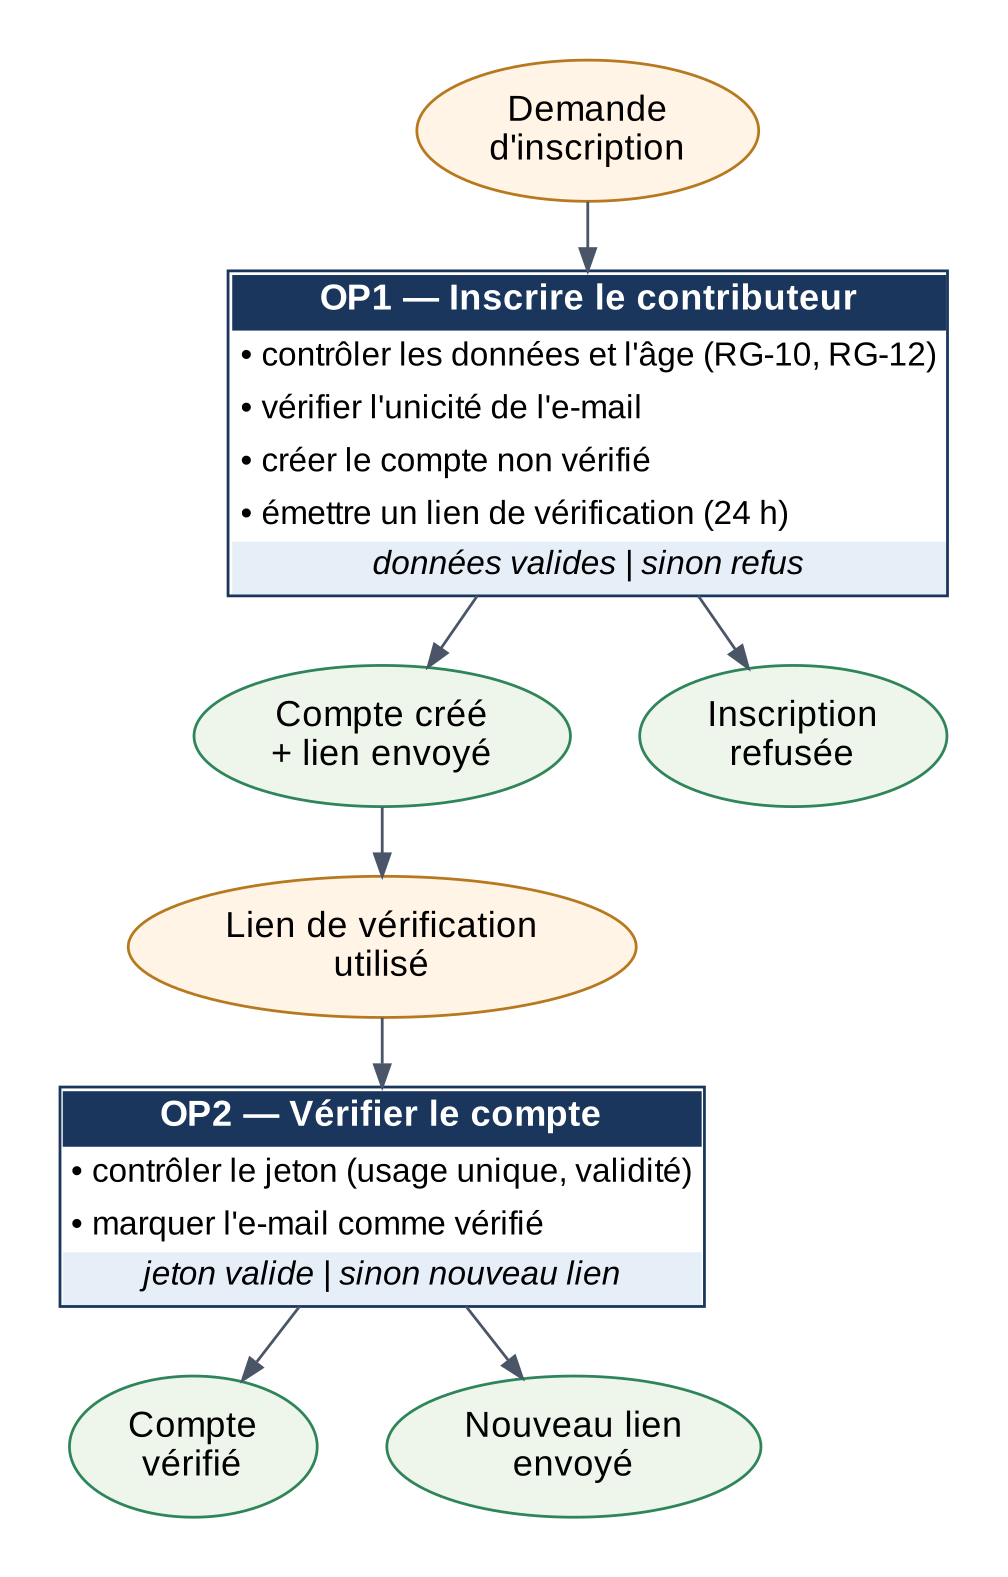 Demande
d'inscription
OP1 — Inscrire le contributeur
• contrôler les données et l'âge (RG-10, RG-12)
• vérifier l'unicité de l'e-mail
• créer le compte non vérifié
• émettre un lien de vérification (24 h)
données valides | sinon refus
Compte créé
+ lien envoyé
Inscription
refusée
Lien de vérification
utilisé
OP2 — Vérifier le compte
• contrôler le jeton (usage unique, validité)
• marquer l'e-mail comme vérifié
jeton valide | sinon nouveau lien
Compte
vérifié
Nouveau lien
envoyé